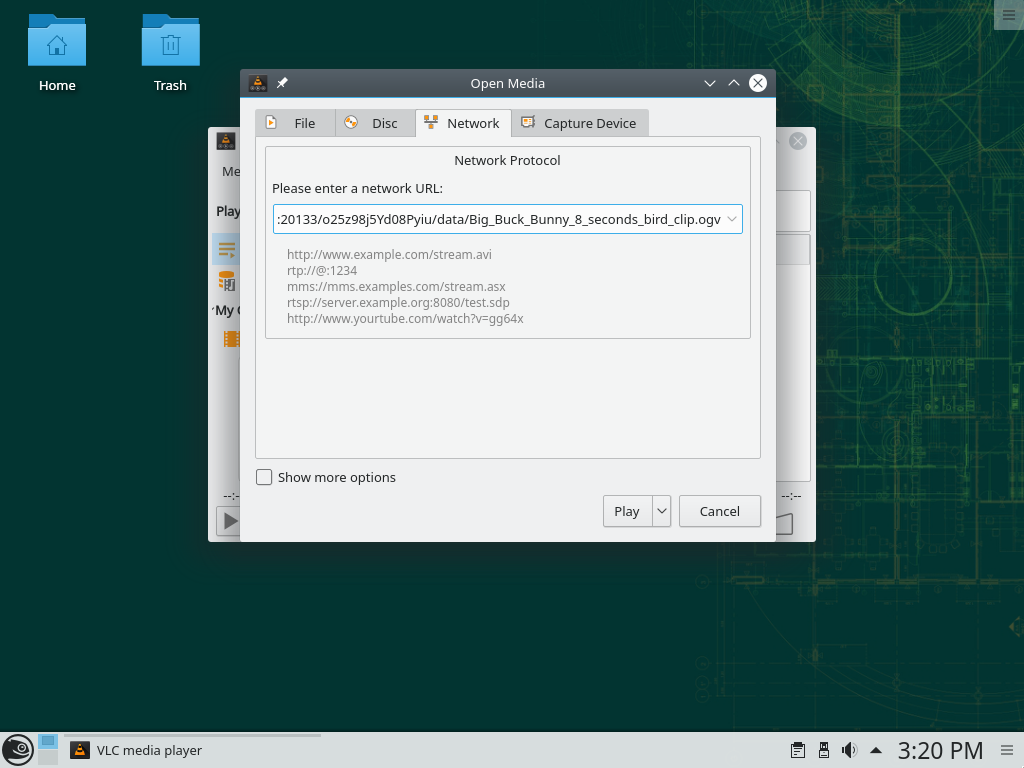 Home
Trash
Open Media
File
Disc
Network
Capture Device
Network Protocol
Please enter a network URL:
:20133/o25z98j5Yd08Pyiu/data/Big_Buck_Bunny_8_seconds_bird_clip.ogv
http://www.example.com/stream.avi
rtp://@:1234
mms://mms.examples.com/stream.asx
rtsp://server.example.org:8080/test.sdp
http://www.yourtube.com/watch?v=gg64x
Show more options
Play
Cancel
Me
Play
My
--:--
--:--
VLC media player
3:20 PM